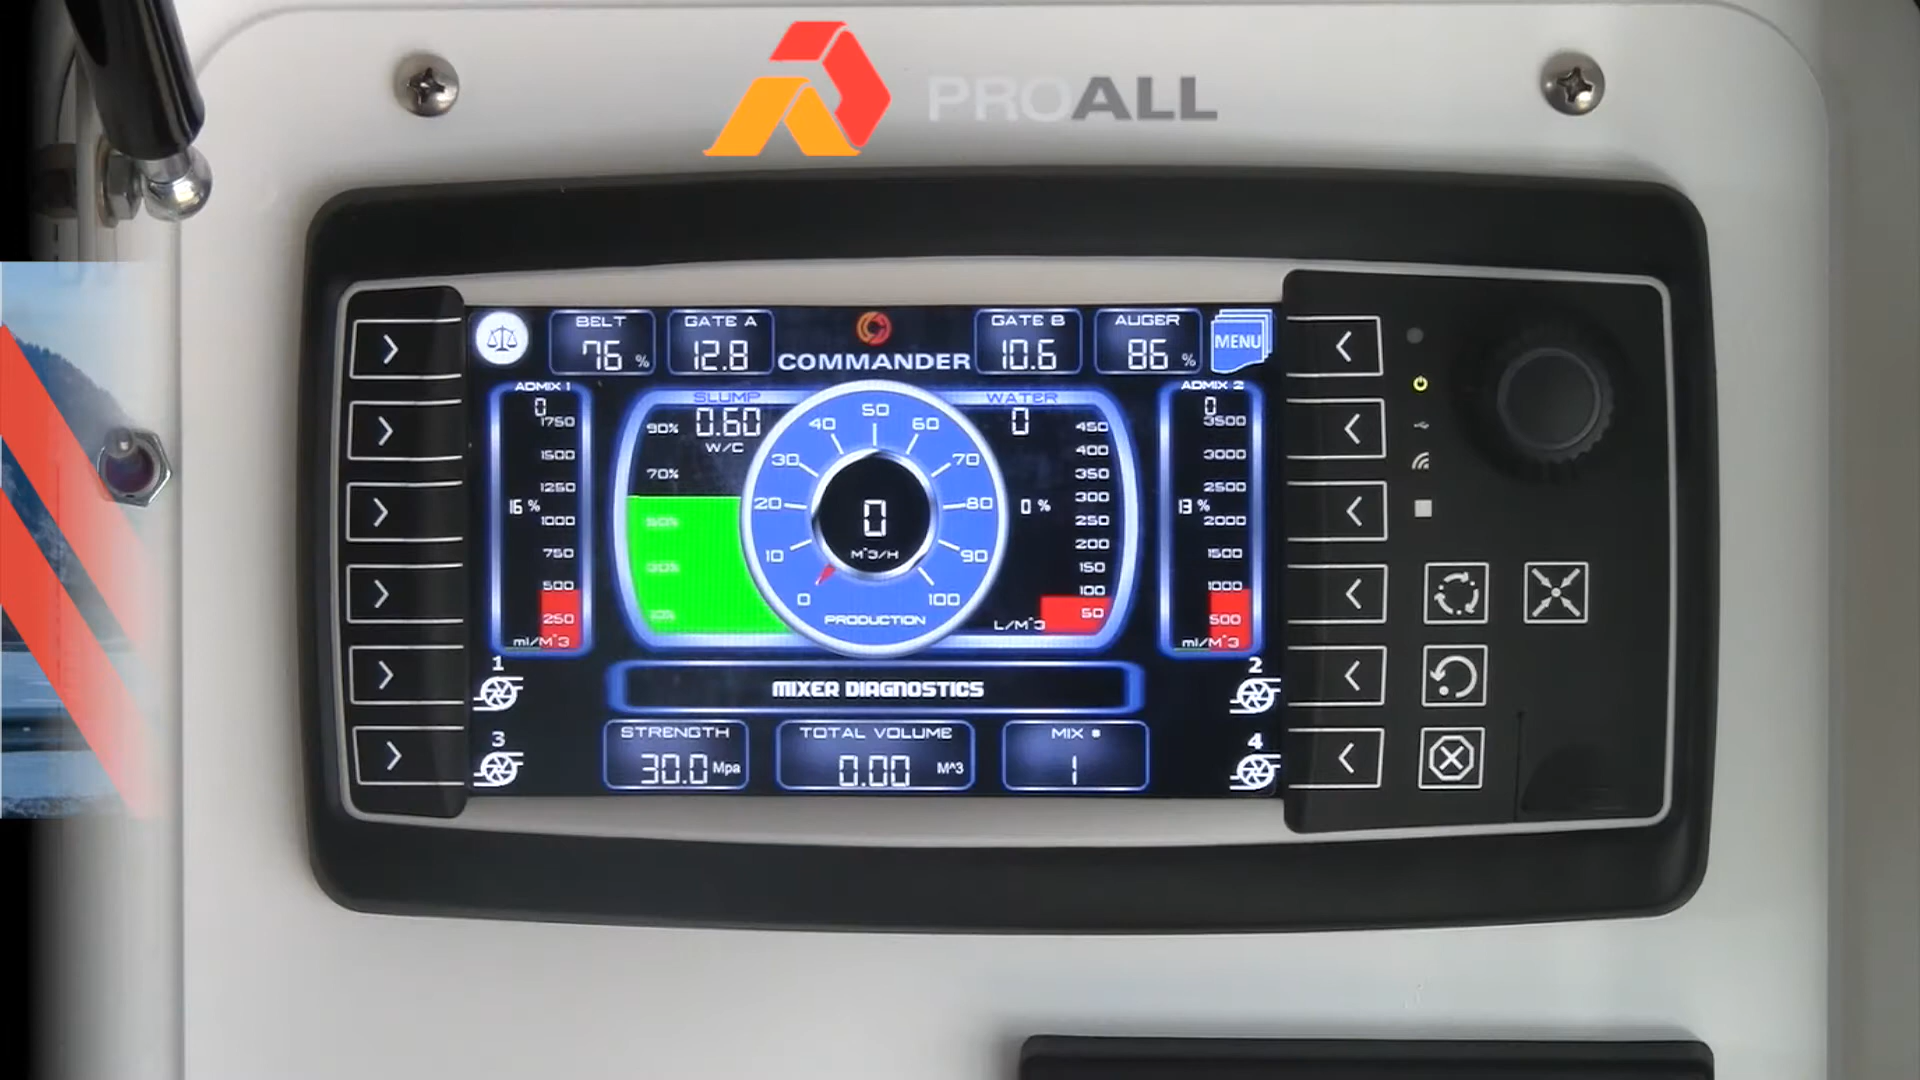 PROALL
BELT
76 %
GATE A
12.8
COMMANDER
GATE B
10.6
AUGER
86 %
MENU
ADMIX 1
0
1750
1500
1250
16 %
1000
750
500
250
ml/M^3
SLUMP
0.60
W/C
90%
70%
50%
30%
10%
0
10
20
30
40
50
60
70
80
90
100
0
M^3/H
PRODUCTION
WATER
0
450
400
350
300
0 %
250
200
150
100
50
L/M^3
ADMIX 2
0
3500
3000
2500
13 %
2000
1500
1000
500
ml/M^3
1
2
MIXER DIAGNOSTICS
3
4
STRENGTH
30.0 Mpa
TOTAL VOLUME
0.00 M^3
MIX #
1